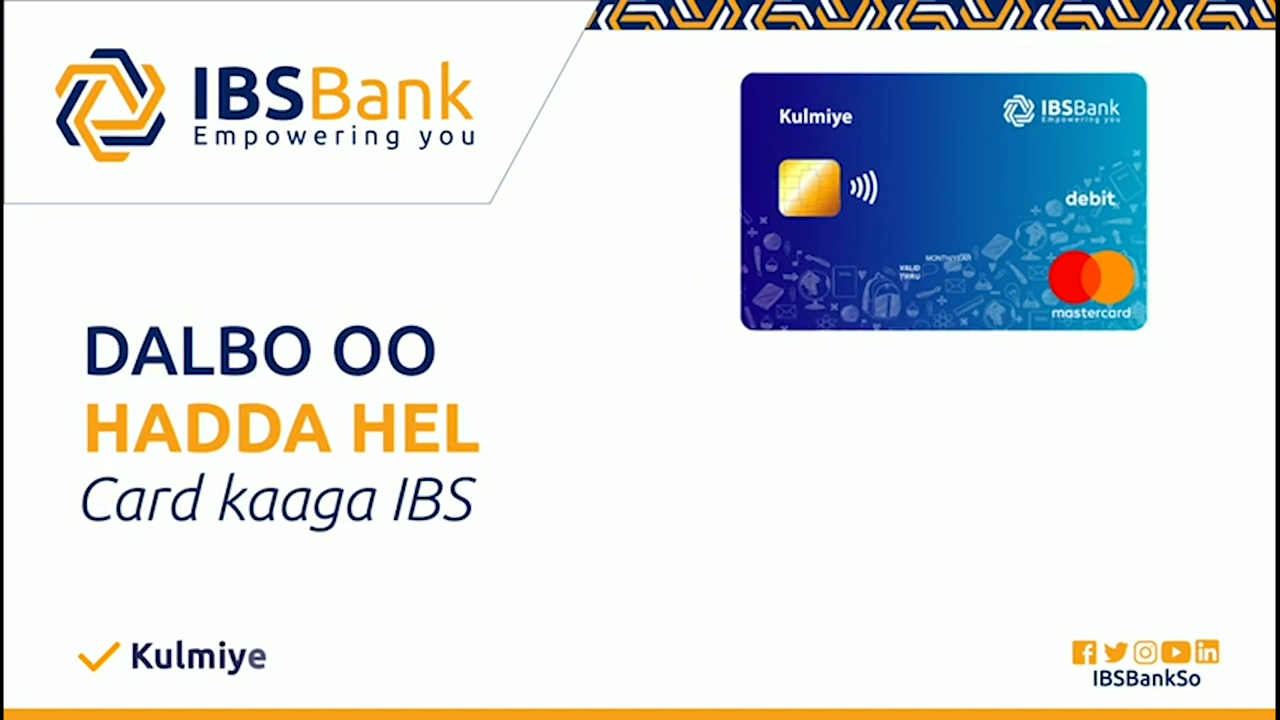 IBSBank
Empowering you
Kulmiye
IBSBank
Empowering you
debit
VALID THRU
MONTH/YEAR
mastercard
DALBO OO
HADDA HEL
Card kaaga IBS
Kulmiye
IBSBankSo